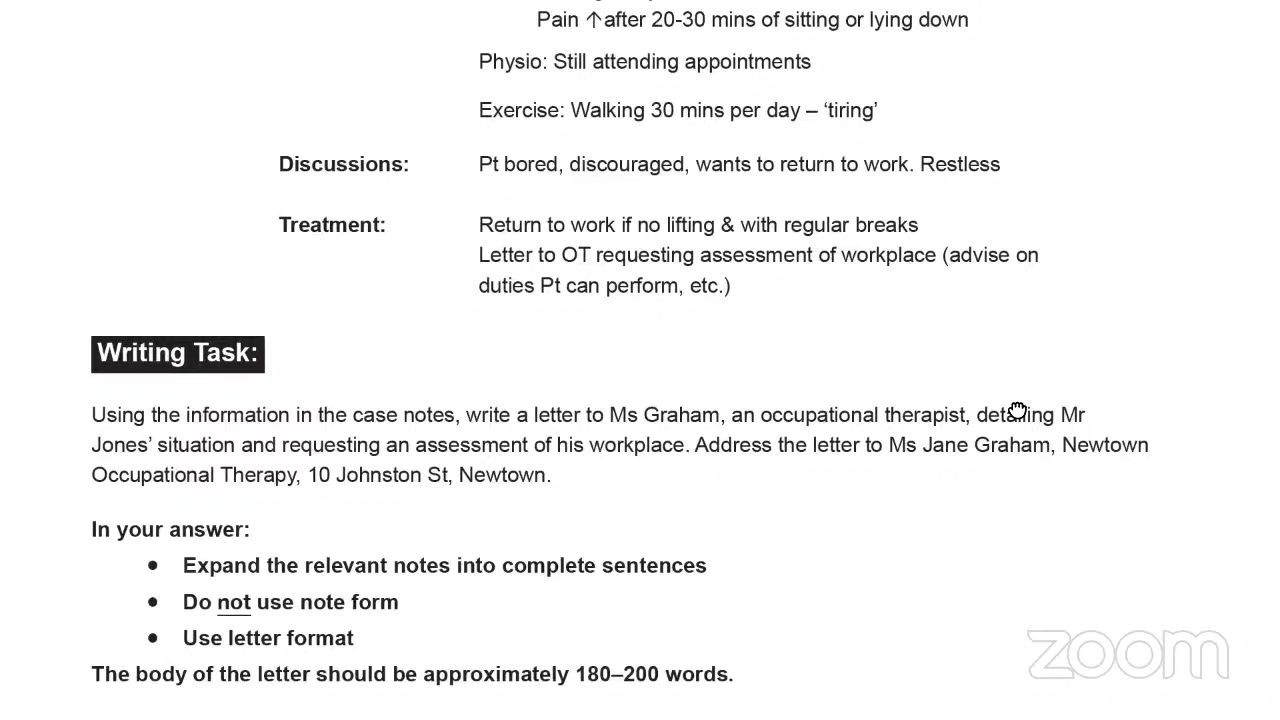 Pain ↑after 20-30 mins of sitting or lying down
Physio: Still attending appointments
Exercise: Walking 30 mins per day – ‘tiring’
Discussions: Pt bored, discouraged, wants to return to work. Restless
Treatment: Return to work if no lifting & with regular breaks
Letter to OT requesting assessment of workplace (advise on
duties Pt can perform, etc.)
Writing Task:
Using the information in the case notes, write a letter to Ms Graham, an occupational therapist, detailing Mr
Jones’ situation and requesting an assessment of his workplace. Address the letter to Ms Jane Graham, Newtown
Occupational Therapy, 10 Johnston St, Newtown.
In your answer:
● Expand the relevant notes into complete sentences
● Do not use note form
● Use letter format
The body of the letter should be approximately 180–200 words.
zoom